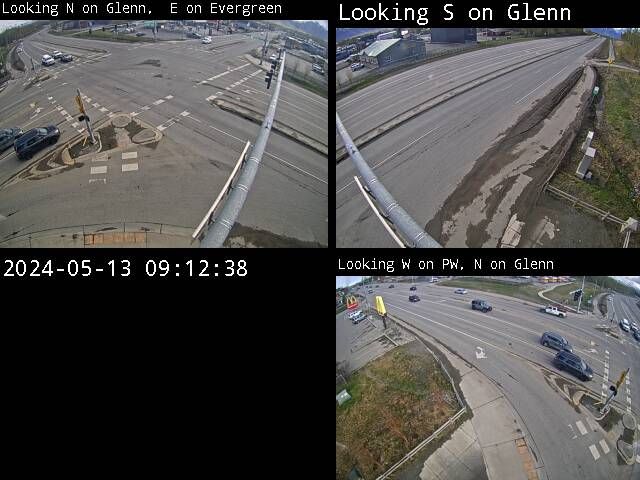 Looking N on Glenn,  E on Evergreen
Looking S on Glenn
2024-05-13 09:12:38
Looking W on PW, N on Glenn